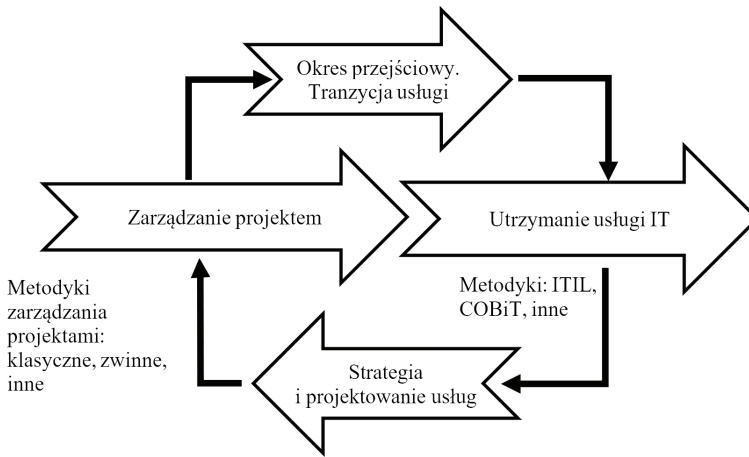 Okres przejściowy.
Tranzycja usługi
Zarządzanie projektem
Utrzymanie usługi IT
Metodyki
zarządzania
projektami:
klasyczne, zwinne,
inne
Metodyki: ITIL,
COBiT, inne
Strategia
i projektowanie usług